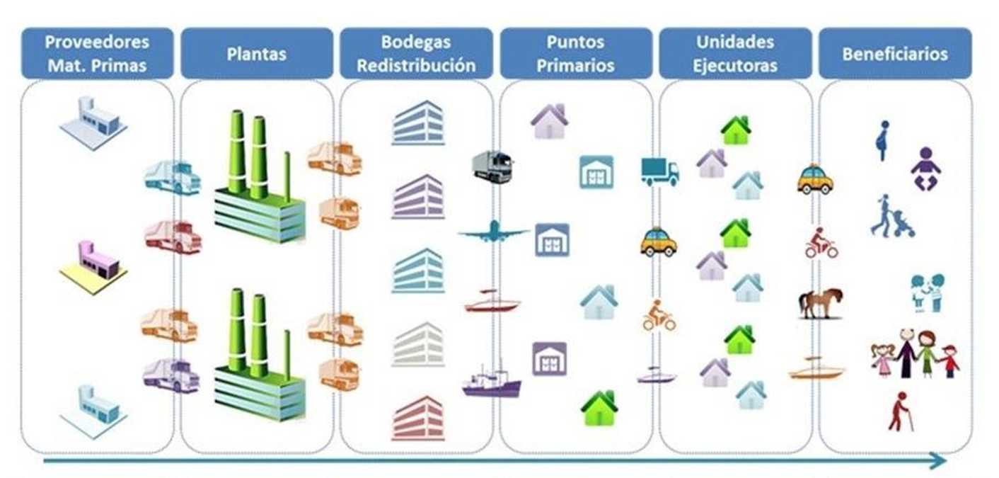 Proveedores
Mat. Primas
Plantas
Bodegas
Redistribución
Puntos
Primarios
Unidades
Ejecutoras
Beneficiarios